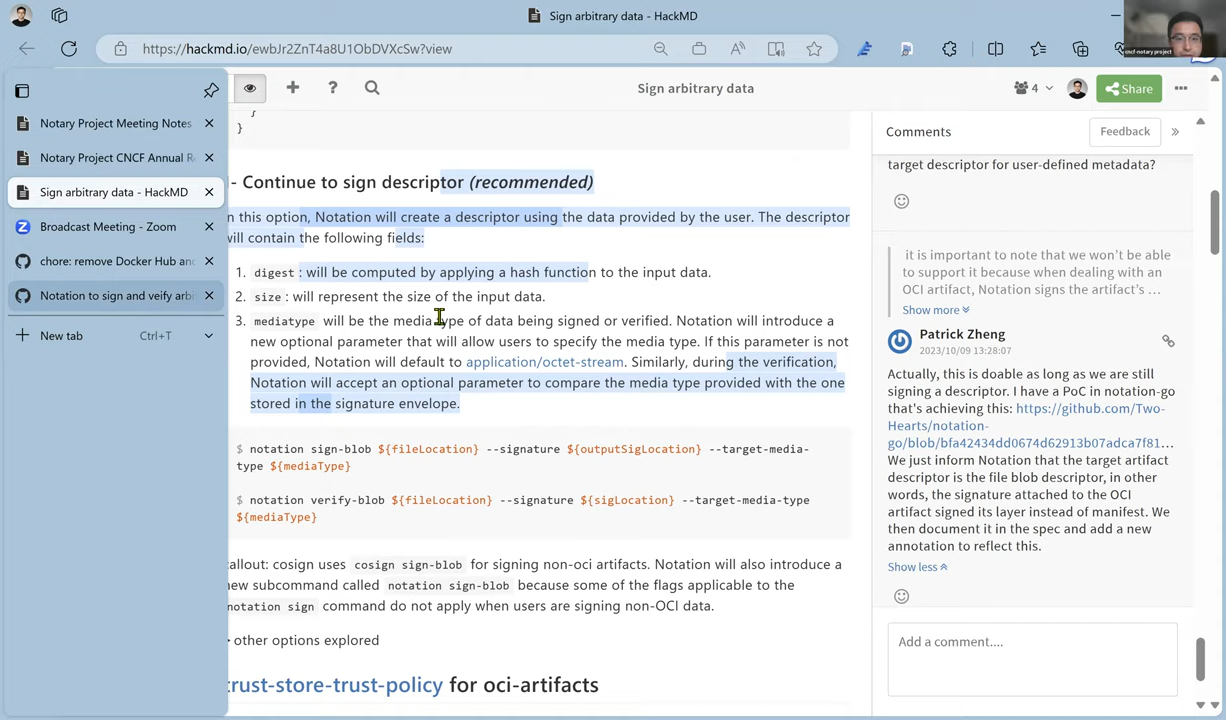 Sign arbitrary data - HackMD
https://hackmd.io/ewbJr2ZnT4a8U1ObDVXcSw?view
cncf-notary project
Notary Project Meeting Notes
Notary Project CNCF Annual R
Sign arbitrary data - HackMD
Broadcast Meeting - Zoom
chore: remove Docker Hub and
Notation to sign and veify arbi
New tab Ctrl+T
Sign arbitrary data
4
Share
}
}
- Continue to sign descriptor (recommended)
n this option, Notation will create a descriptor using the data provided by the user. The descriptor
will contain the following fields:
1. digest : will be computed by applying a hash function to the input data.
2. size : will represent the size of the input data.
3. mediatype will be the media type of data being signed or verified. Notation will introduce a
new optional parameter that will allow users to specify the media type. If this parameter is not
provided, Notation will default to application/octet-stream. Similarly, during the verification,
Notation will accept an optional parameter to compare the media type provided with the one
stored in the signature envelope.
$ notation sign-blob ${fileLocation} --signature ${outputSigLocation} --target-media-
type ${mediaType}
$ notation verify-blob ${fileLocation} --signature ${sigLocation} --target-media-type
${mediaType}
callout: cosign uses cosign sign-blob for signing non-oci artifacts. Notation will also introduce a
new subcommand called notation sign-blob because some of the flags applicable to the
notation sign command do not apply when users are signing non-OCI data.
other options explored
trust-store-trust-policy for oci-artifacts
Comments
Feedback
target descriptor for user-defined metadata?
it is important to note that we won't be able
to support it because when dealing with an
OCI artifact, Notation signs the artifact's …
Show more
Patrick Zheng
2023/10/09 13:28:07
Actually, this is doable as long as we are still
signing a descriptor. I have a PoC in notation-go
that's achieving this: https://github.com/Two-
Hearts/notation-
go/blob/bfa42434dd0674d62913b07adca7f81...
We just inform Notation that the target artifact
descriptor is the file blob descriptor, in other
words, the signature attached to the OCI
artifact signed its layer instead of manifest. We
then document it in the spec and add a new
annotation to reflect this.
Show less
Add a comment....